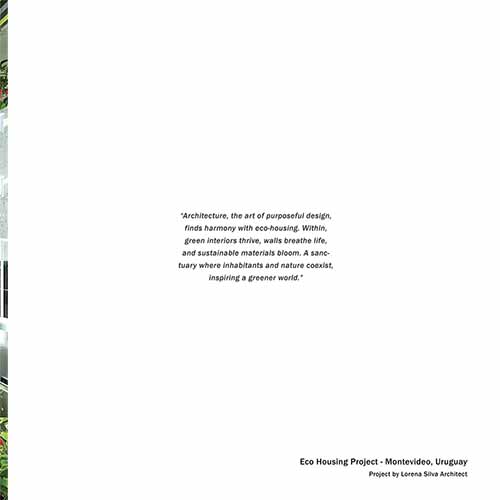 "Architecture, the art of purposeful design,
finds harmony with eco-housing. Within,
green interiors thrive, walls breathe life,
and sustainable materials bloom. A sanc-
tuary where inhabitants and nature coexist,
inspiring a greener world."
Eco Housing Project - Montevideo, Uruguay
Project by Lorena Silva Architect